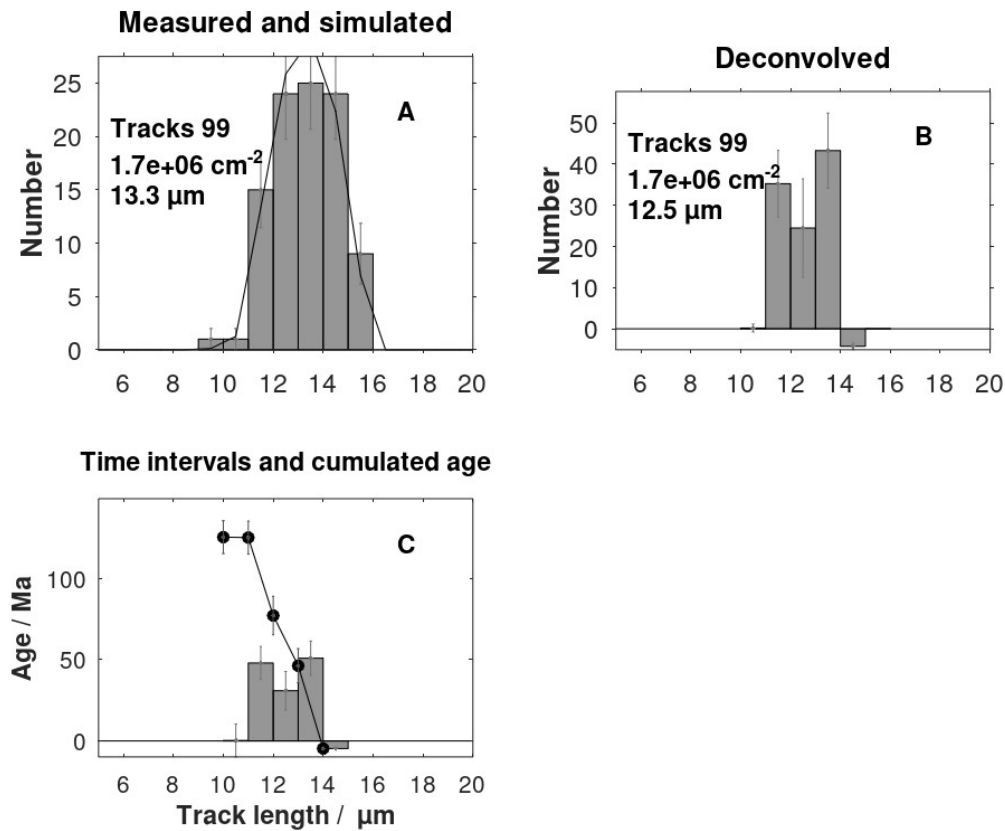 Measured and simulated
25
20
15
10
5
0
Number
Tracks 99
1.7e+06 cm-2
13.3 µm
A
6 8 10 12 14 16 18 20
Deconvolved
50
40
30
20
10
0
Number
Tracks 99
1.7e+06 cm-2
12.5 µm
B
6 8 10 12 14 16 18 20
Time intervals and cumulated age
100
50
0
Age / Ma
C
6 8 10 12 14 16 18 20
Track length / µm